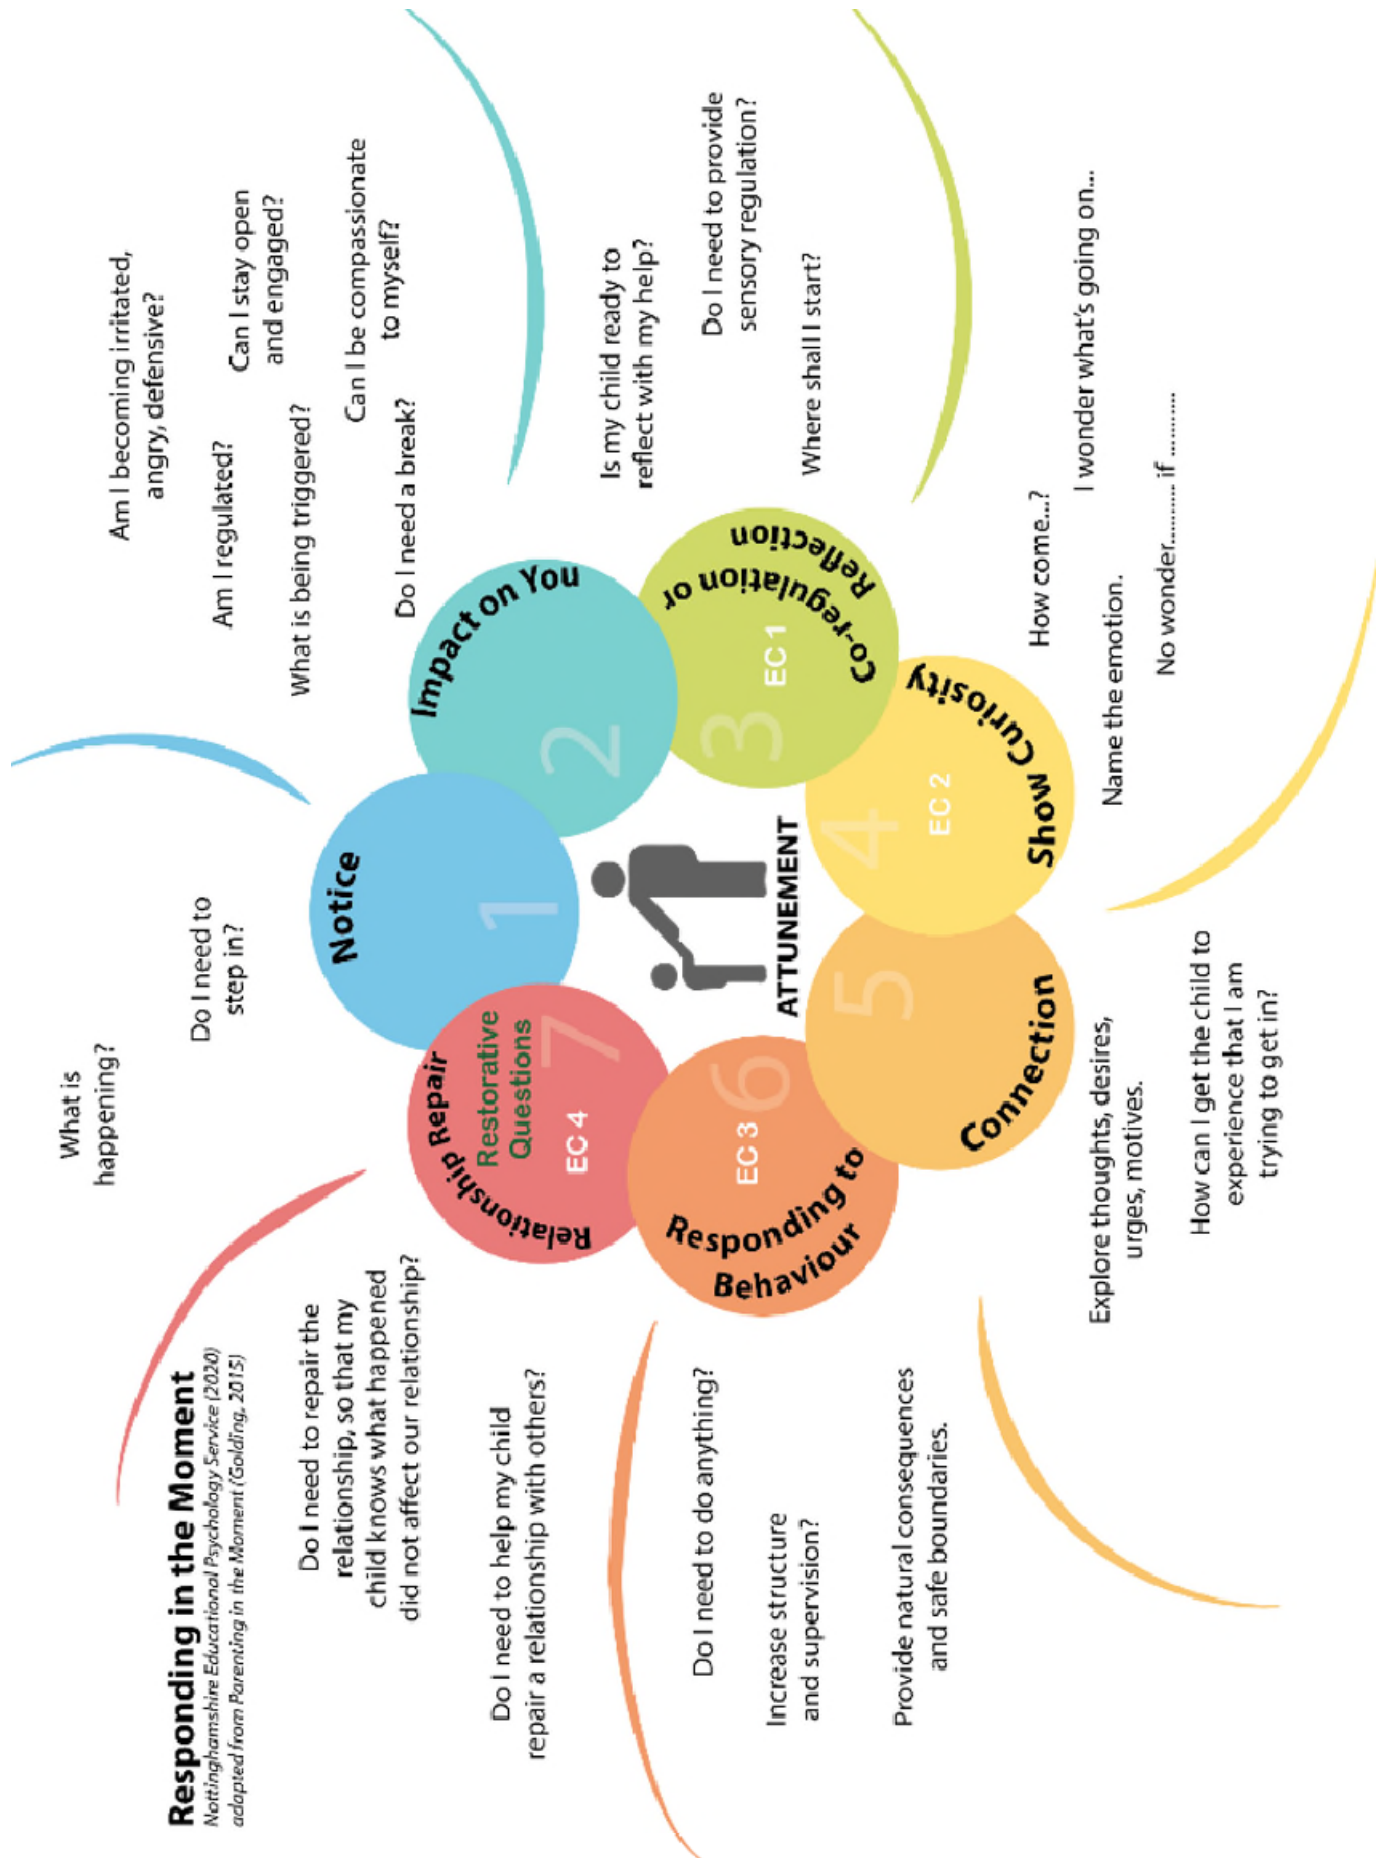 Responding in the Moment
Nottinghamshire Educational Psychology Service (2020)
adapted from Parenting in the Moment (Golding, 2015)
Notice
1
What is
happening?
Do I need to
step in?
Impact on You
2
Am I becoming irritated,
angry, defensive?
Am I regulated?
Can I stay open
and engaged?
What is being triggered?
Can I be compassionate
to myself?
Do I need a break?
Co-regulation or
Reflection
EC 1
3
Is my child ready to
reflect with my help?
Do I need to provide
sensory regulation?
Where shall I start?
Show Curiosity
EC 2
4
How come...?
I wonder what's going on...
Name the emotion.
No wonder........... if ...........
Connection
5
Explore thoughts, desires,
urges, motives.
How can I get the child to
experience that I am
trying to get in?
Responding to
Behaviour
EC 3
6
Do I need to do anything?
Increase structure
and supervision?
Provide natural consequences
and safe boundaries.
Relationship Repair
Restorative
Questions
EC 4
7
Do I need to repair the
relationship, so that my
child knows what happened
did not affect our relationship?
Do I need to help my child
repair a relationship with others?
ATTUNEMENT